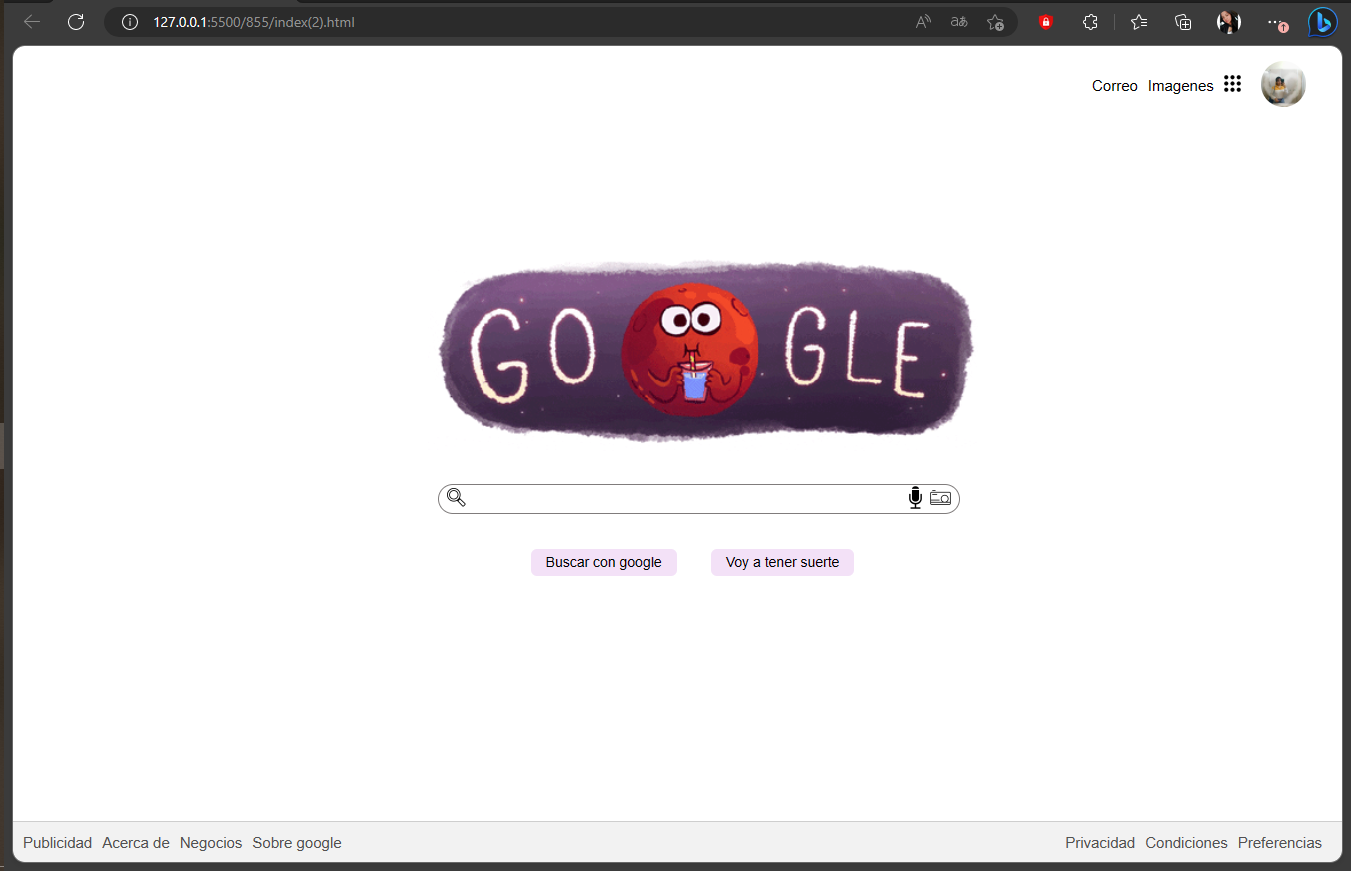 127.0.0.1:5500/855/index(2).html
Correo Imagenes
GO GLE
Buscar con google Voy a tener suerte
Publicidad Acerca de Negocios Sobre google Privacidad Condiciones Preferencias